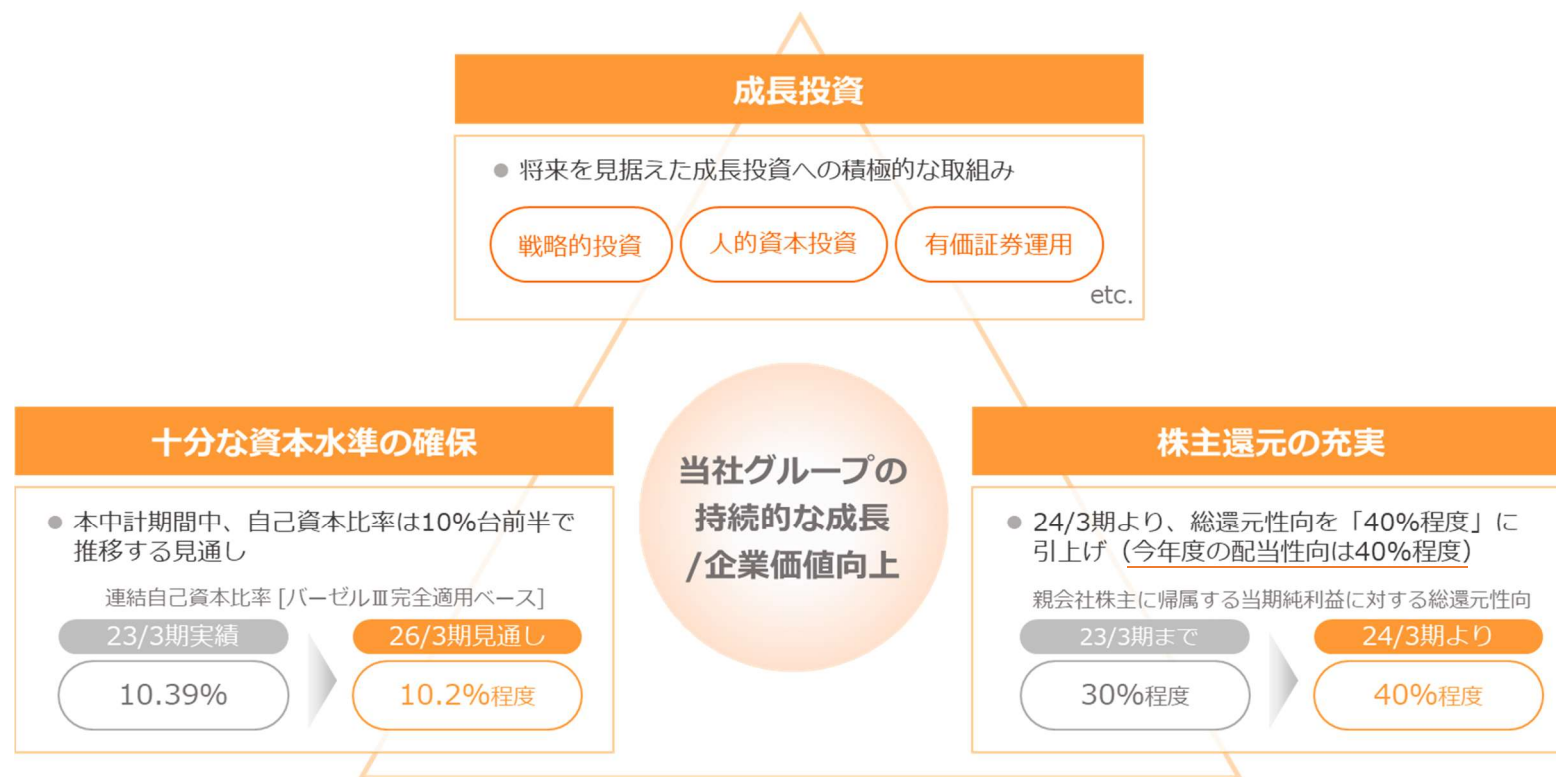 成長投資
● 将来を見据えた成長投資への積極的な取組み
戦略的投資
人的資本投資
有価証券運用
etc.
十分な資本水準の確保
● 本中計期間中、自己資本比率は10%台前半で
推移する見通し
連結自己資本比率 [バーゼルⅢ完全適用ベース]
23/3期実績
26/3期見通し
10.39%
10.2%程度
当社グループの
持続的な成長
/企業価値向上
株主還元の充実
● 24/3期より、総還元性向を「40%程度」に
引上げ（今年度の配当性向は40%程度）
親会社株主に帰属する当期純利益に対する総還元性向
23/3期まで
24/3期より
30%程度
40%程度